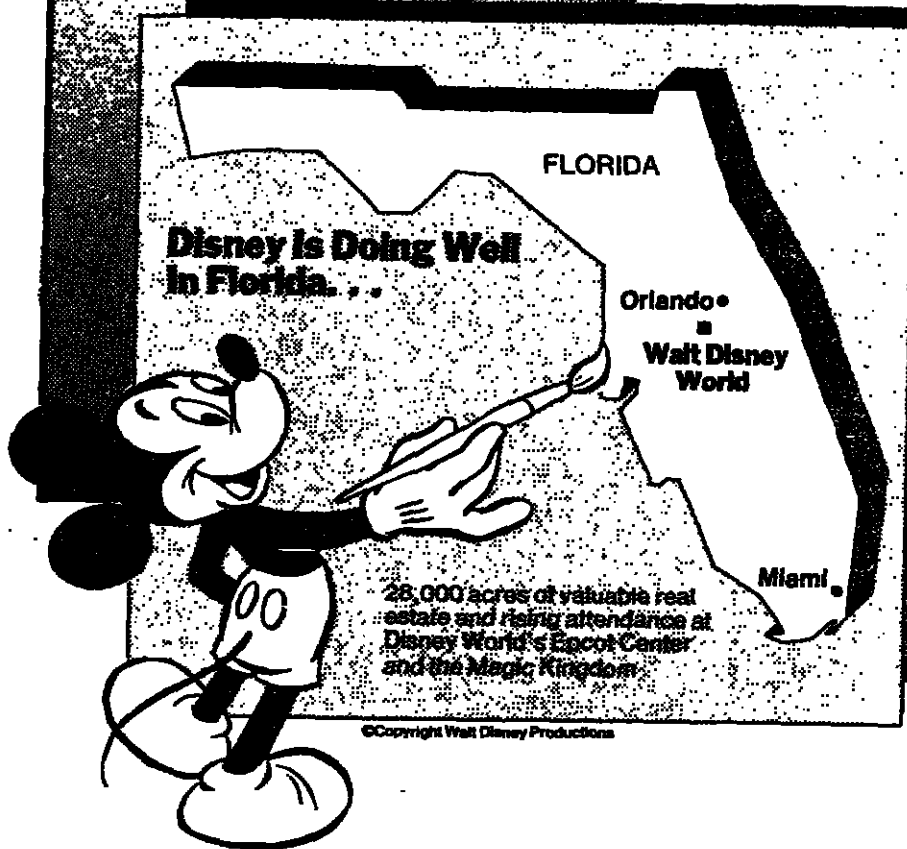 FLORIDA
Disney Is Doing Well
in Florida. . .
Orlando
Walt Disney
World
Miami
28,000 acres of valuable real
estate and rising attendance at
Disney World's Epcot Center
and the Magic Kingdom
©Copyright Walt Disney Productions